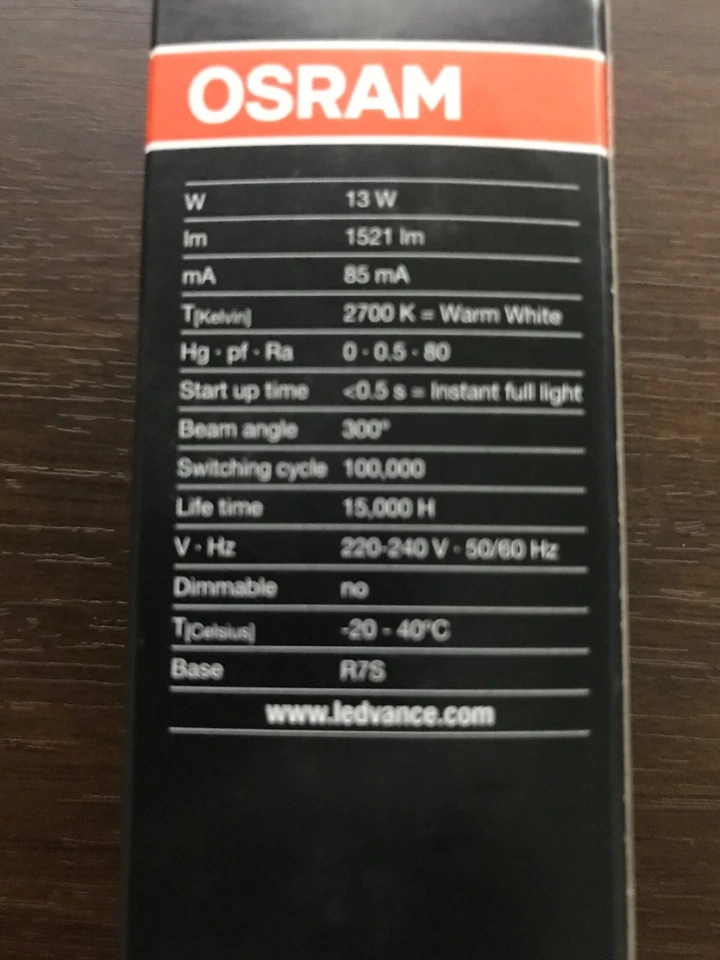 OSRAM
W 13 W
lm 1521 lm
mA 85 mA
T[Kelvin] 2700 K = Warm White
Hg · pf · Ra 0 · 0.5 · 80
Start up time <0.5 s = Instant full light
Beam angle 300°
Switching cycle 100,000
Life time 15,000 H
V · Hz 220-240 V · 50/60 Hz
Dimmable no
T[Celsius] -20 - 40°C
Base R7S
www.ledvance.com